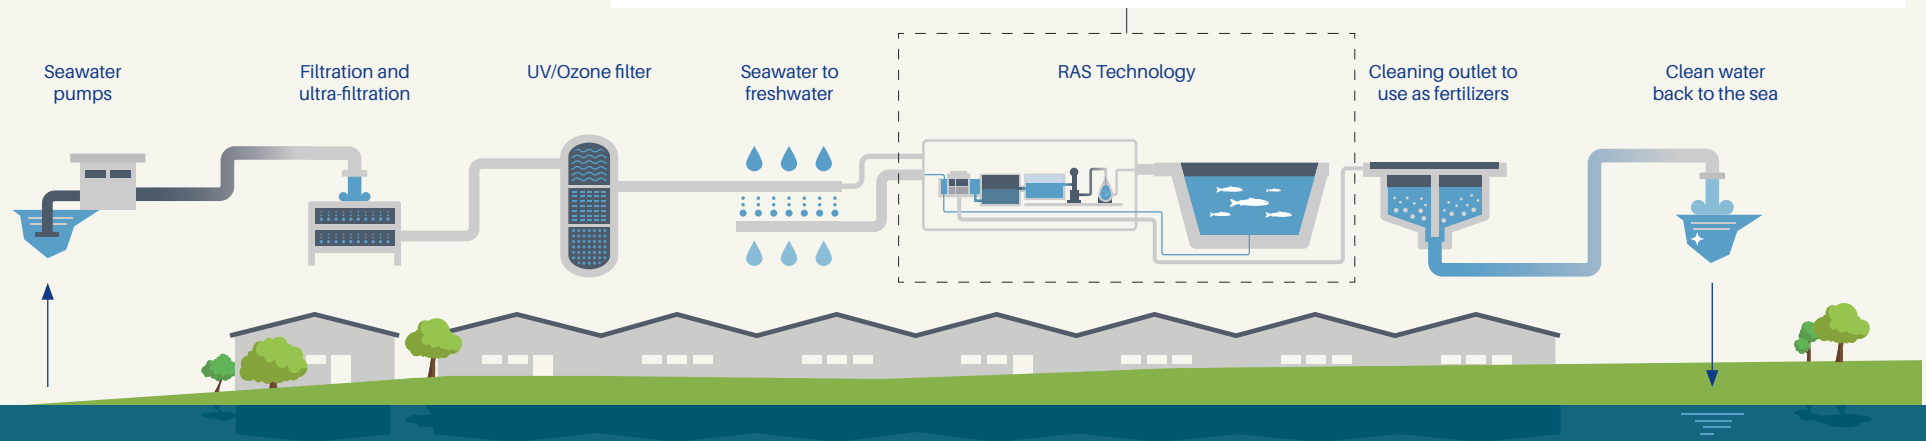 Seawater
pumps
Filtration and
ultra-filtration
UV/Ozone filter
Seawater to
freshwater
RAS Technology
Cleaning outlet to
use as fertilizers
Clean water
back to the sea